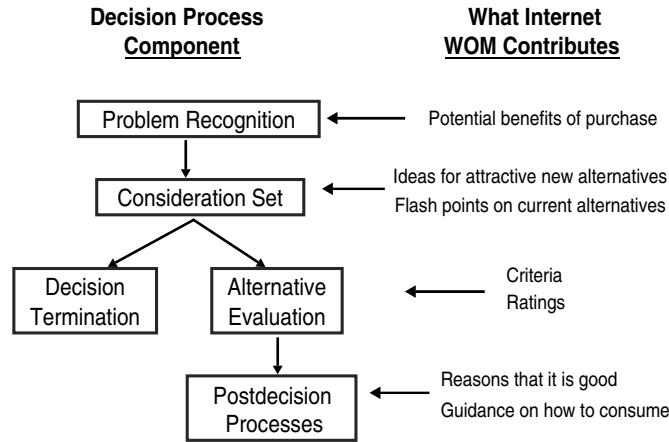 Decision Process
Component
What Internet
WOM Contributes
Problem Recognition
Potential benefits of purchase
Consideration Set
Ideas for attractive new alternatives
Flash points on current alternatives
Decision
Termination
Alternative
Evaluation
Criteria
Ratings
Postdecision
Processes
Reasons that it is good
Guidance on how to consume